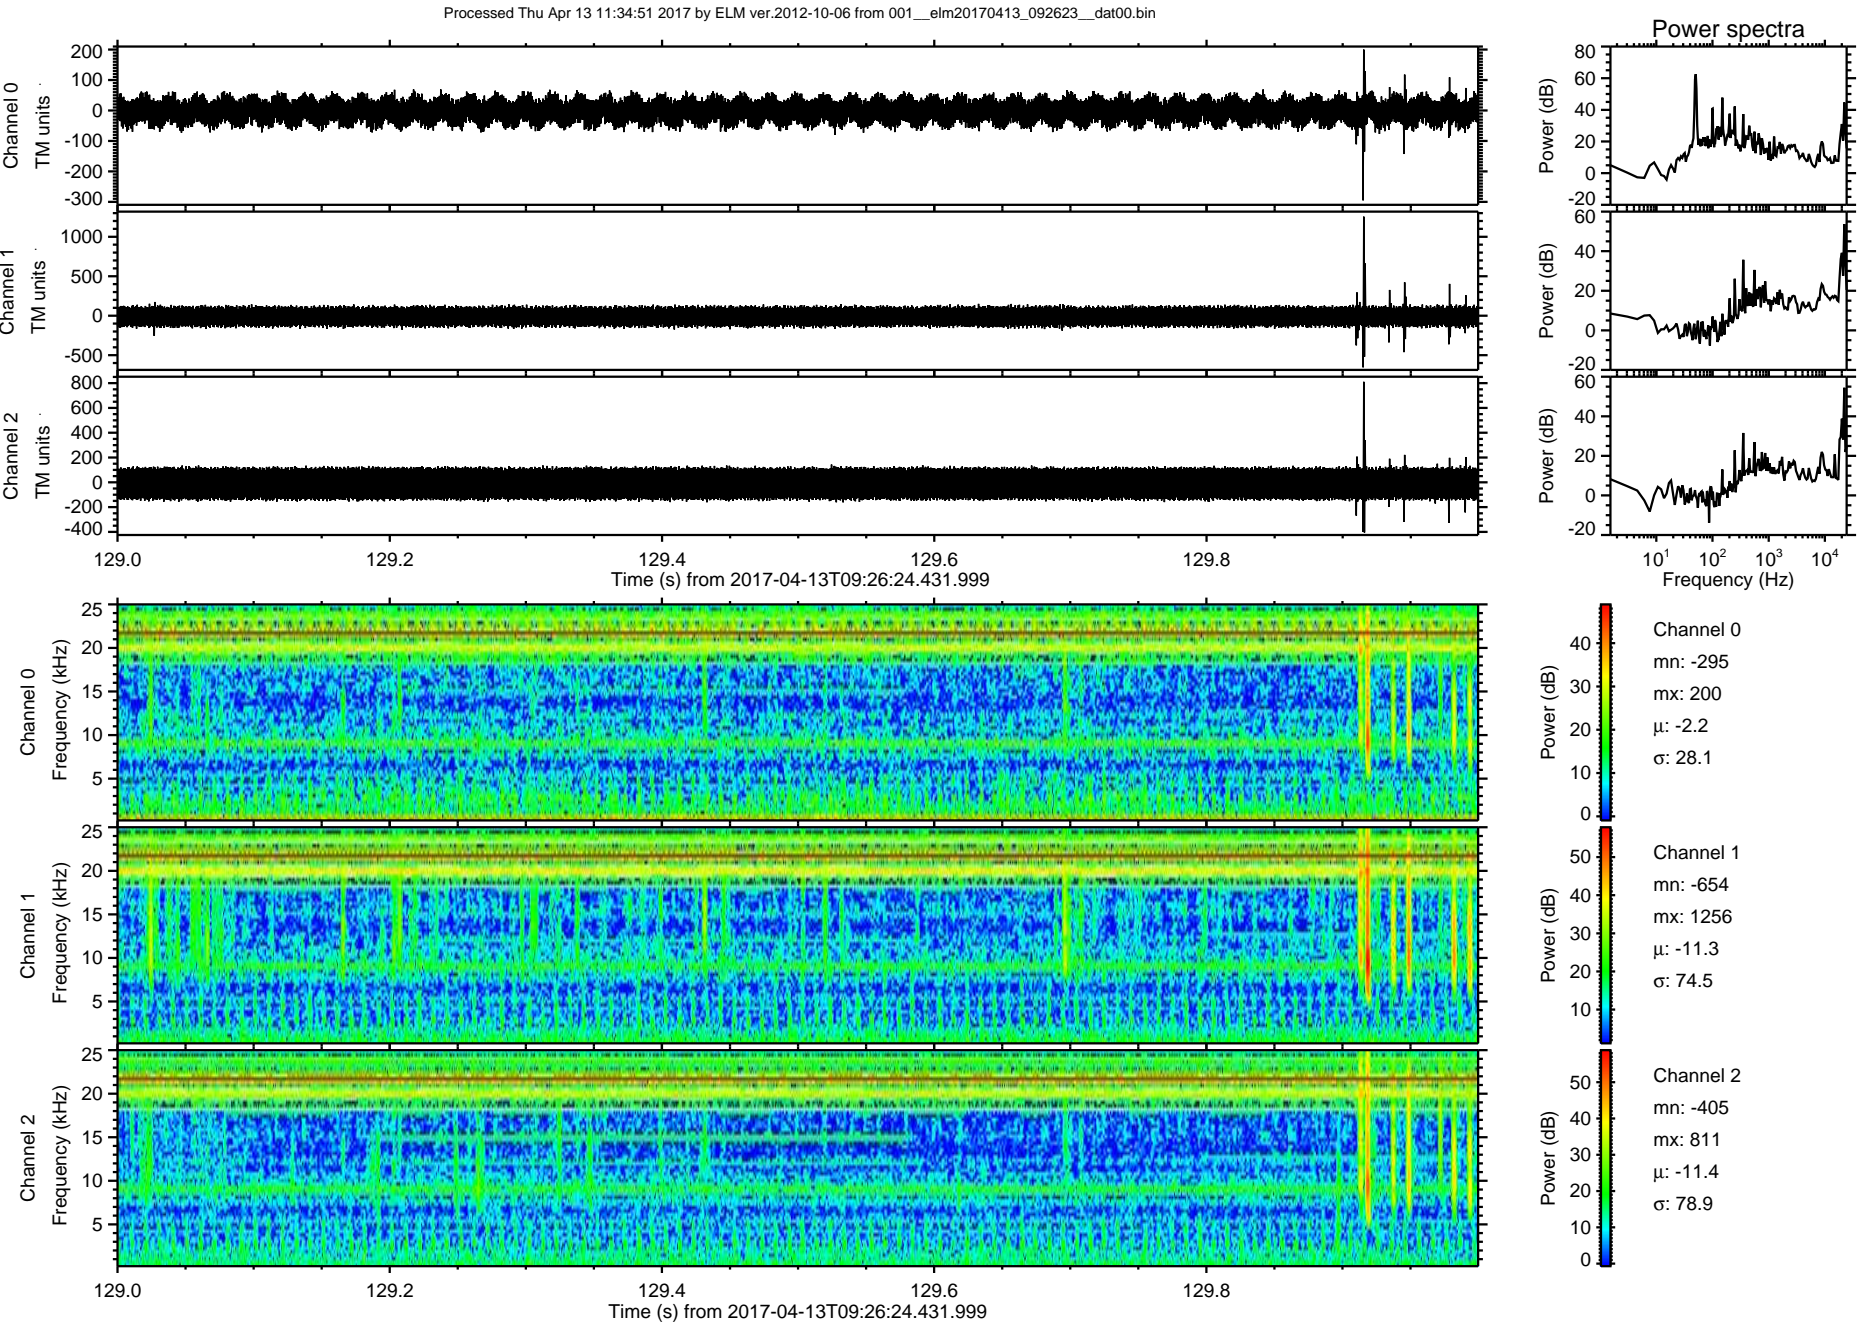 Processed Thu Apr 13 11:34:51 2017 by ELM ver.2012-10-06 from 001__elm20170413_092623__dat00.bin
Power spectra
Channel 0
TM units
200
100
0
-100
-200
-300
Power (dB)
80
60
40
20
0
-20
Channel 1
TM units
1000
500
0
-500
Power (dB)
60
40
20
0
-20
Channel 2
TM units
800
600
400
200
0
-200
-400
Power (dB)
60
40
20
0
-20
129.0 129.2 129.4 129.6 129.8
Time (s) from 2017-04-13T09:26:24.431.999
10¹ 10² 10³ 10⁴
Frequency (Hz)
Channel 0
Frequency (kHz)
25
20
15
10
5
Power (dB)
40
30
20
10
0
Channel 0
mn: -295
mx: 200
μ: -2.2
σ: 28.1
Channel 1
Frequency (kHz)
25
20
15
10
5
Power (dB)
50
40
30
20
10
Channel 1
mn: -654
mx: 1256
μ: -11.3
σ: 74.5
Channel 2
Frequency (kHz)
25
20
15
10
5
Power (dB)
50
40
30
20
10
0
Channel 2
mn: -405
mx: 811
μ: -11.4
σ: 78.9
129.0 129.2 129.4 129.6 129.8
Time (s) from 2017-04-13T09:26:24.431.999